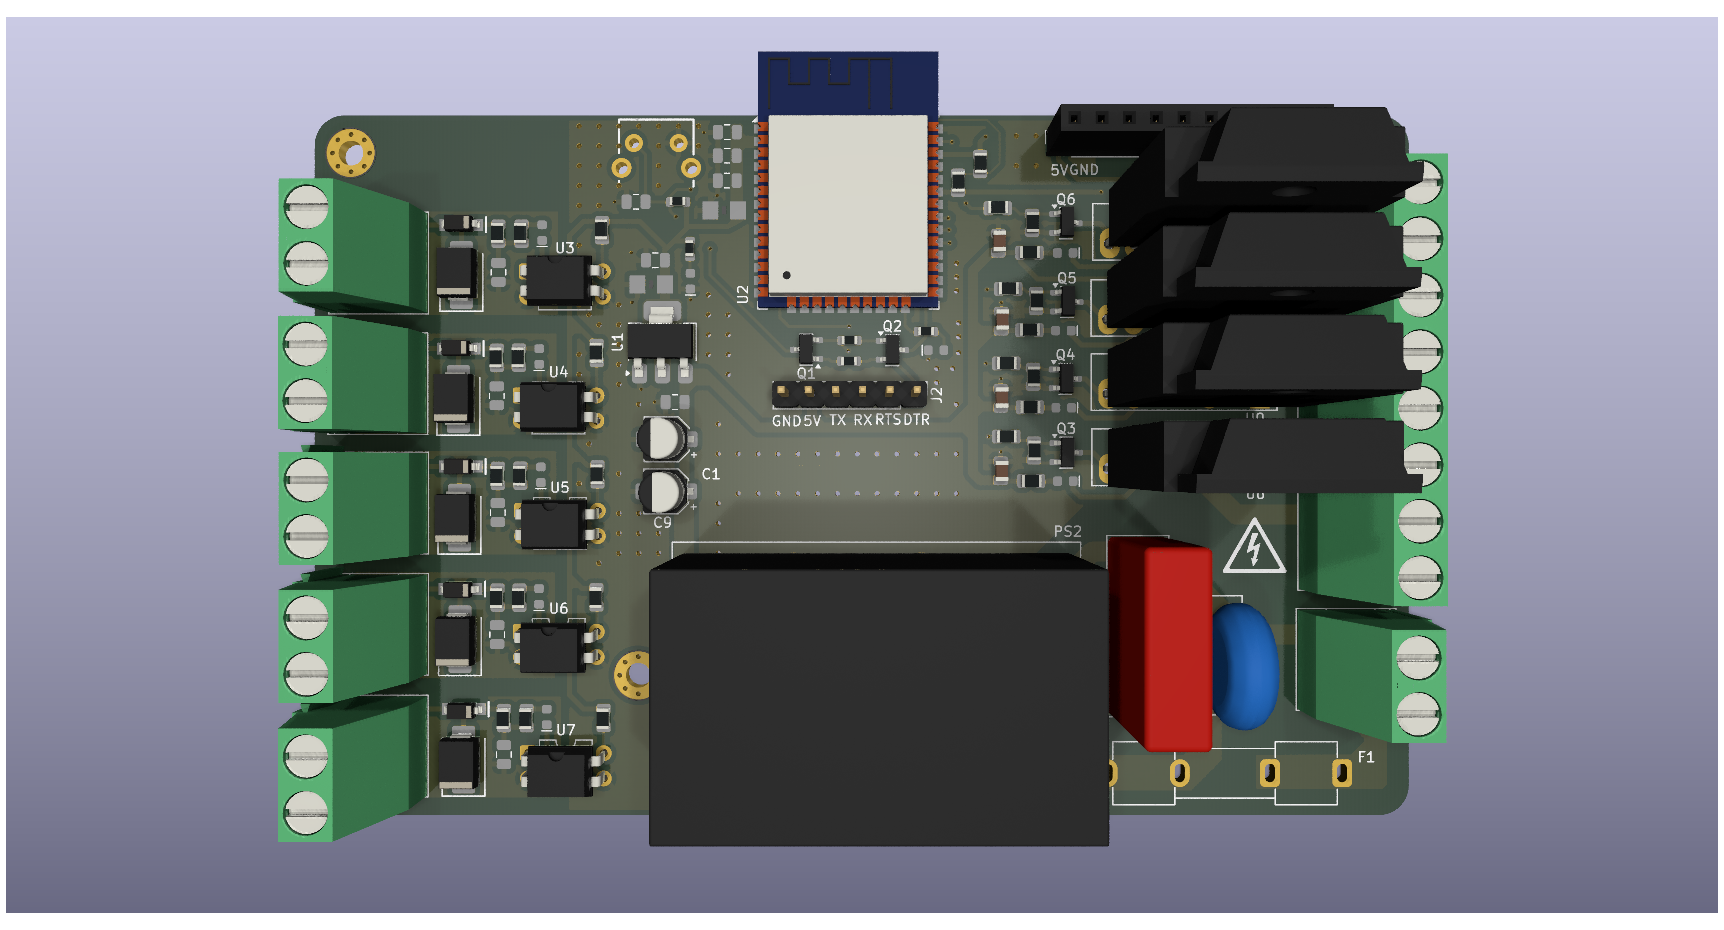 5VGND
Q6
U3
Q5
U2
Q2
U1
Q1
Q4
U4
J2
GND5V TX RXRTSDTR
Q3
C1
U5
C9
PS2
U6
U7
F1